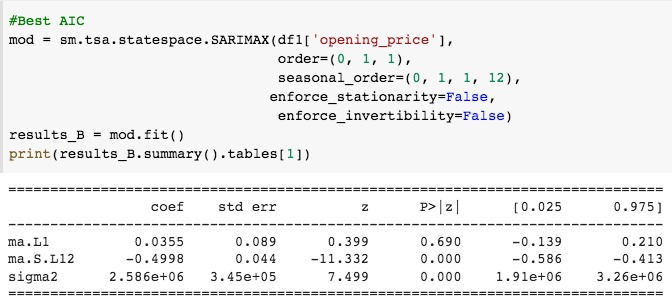 #Best AIC
mod = sm.tsa.statespace.SARIMAX(df1['opening_price'],
                                order=(0, 1, 1),
                                seasonal_order=(0, 1, 1, 12),
                               enforce_stationarity=False,
                                enforce_invertibility=False)
results_B = mod.fit()
print(results_B.summary().tables[1])
==============================================================================
                 coef    std err          z      P>|z|      [0.025      0.975]
------------------------------------------------------------------------------
ma.L1          0.0355      0.089      0.399      0.690      -0.139       0.210
ma.S.L12      -0.4998      0.044    -11.332      0.000      -0.586      -0.413
sigma2      2.586e+06   3.45e+05      7.499      0.000    1.91e+06    3.26e+06
==============================================================================